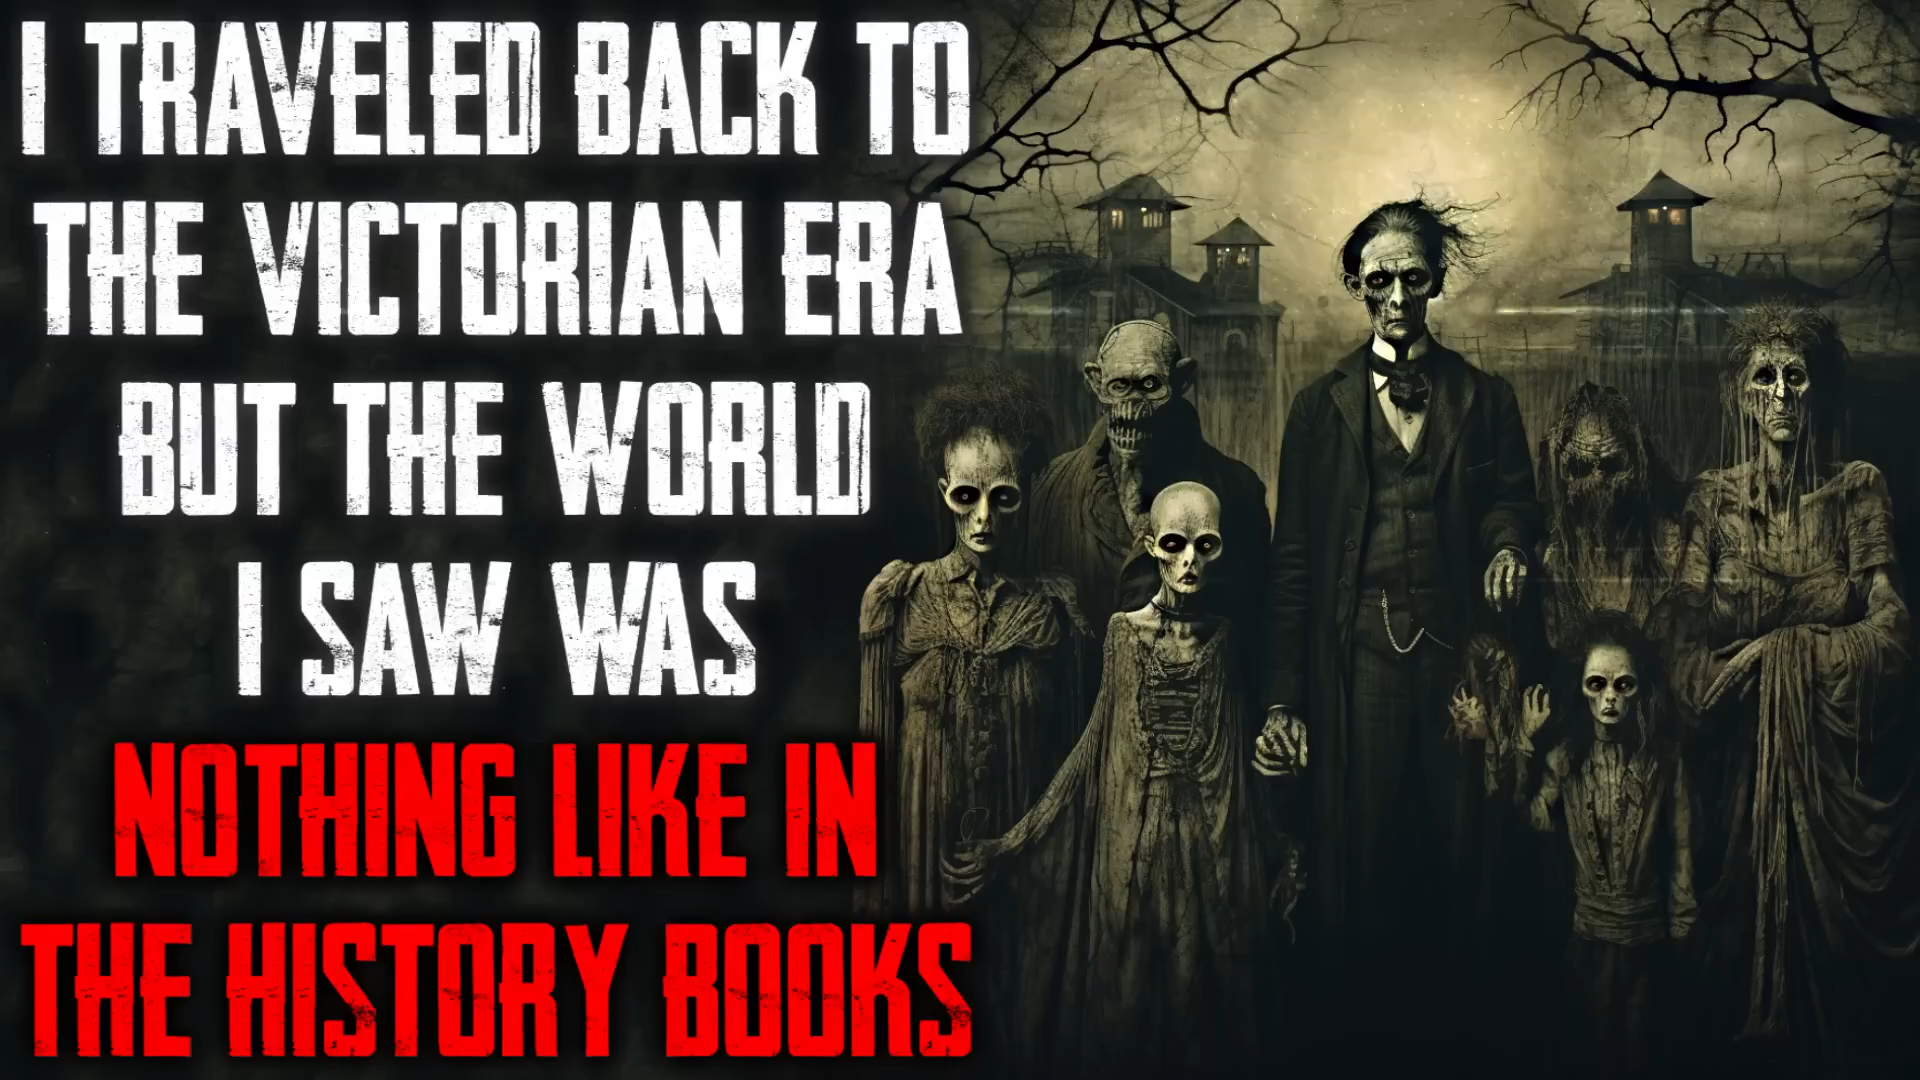 I TRAVELED BACK TO
THE VICTORIAN ERA
BUT THE WORLD
I SAW WAS
NOTHING LIKE IN
THE HISTORY BOOKS